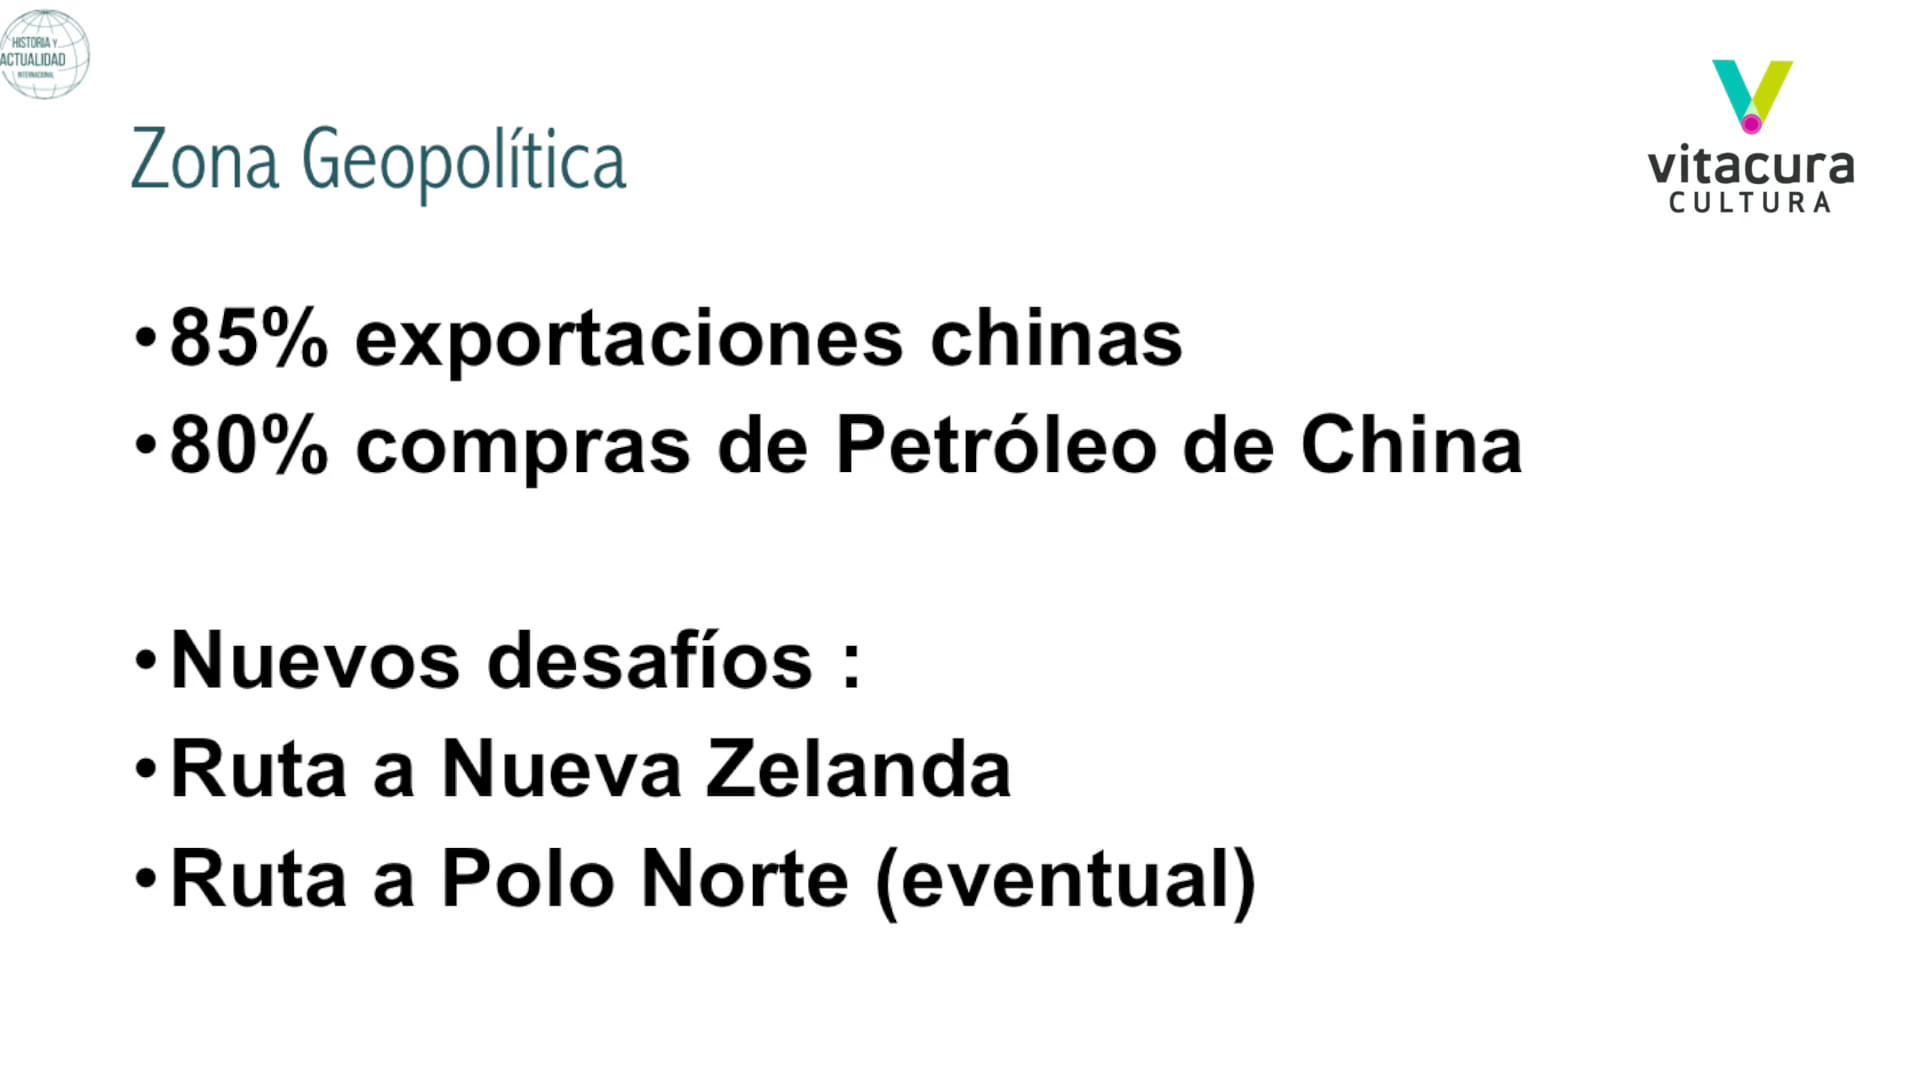 HISTORIA Y
ACTUALIDAD
INTERNACIONAL
vitacura
CULTURA
Zona Geopolítica
•85% exportaciones chinas
•80% compras de Petróleo de China
•Nuevos desafíos :
•Ruta a Nueva Zelanda
•Ruta a Polo Norte (eventual)